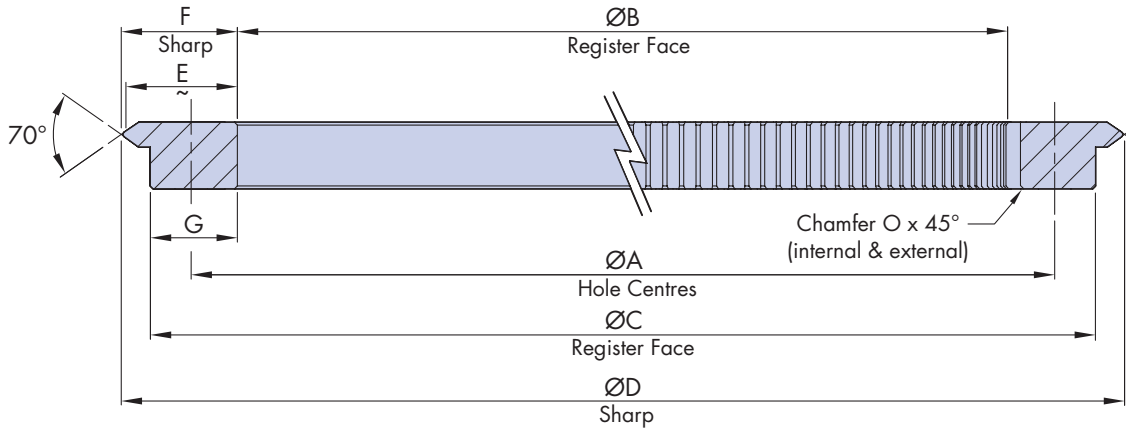 F
Sharp
ØB
Register Face
E
~
70°
G
Chamfer O x 45°
(internal & external)
ØA
Hole Centres
ØC
Register Face
ØD
Sharp